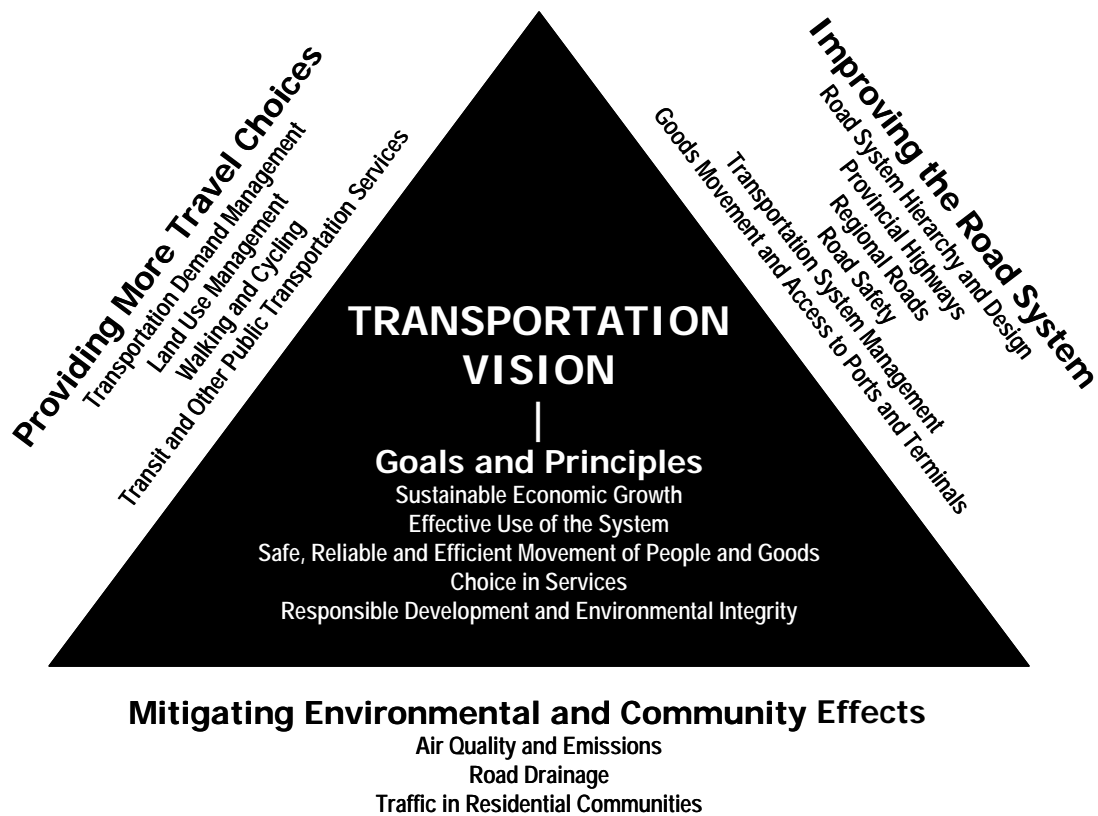 Providing More Travel Choices
Transportation Demand Management
Land Use Management
Walking and Cycling
Transit and Other Public Transportation Services
Improving the Road System
Road System Hierarchy and Design
Provincial Highways
Regional Roads
Road Safety
Transportation System Management
Goods Movement and Access to Ports and Terminals
TRANSPORTATION
VISION
|
Goals and Principles
Sustainable Economic Growth
Effective Use of the System
Safe, Reliable and Efficient Movement of People and Goods
Choice in Services
Responsible Development and Environmental Integrity
Mitigating Environmental and Community Effects
Air Quality and Emissions
Road Drainage
Traffic in Residential Communities